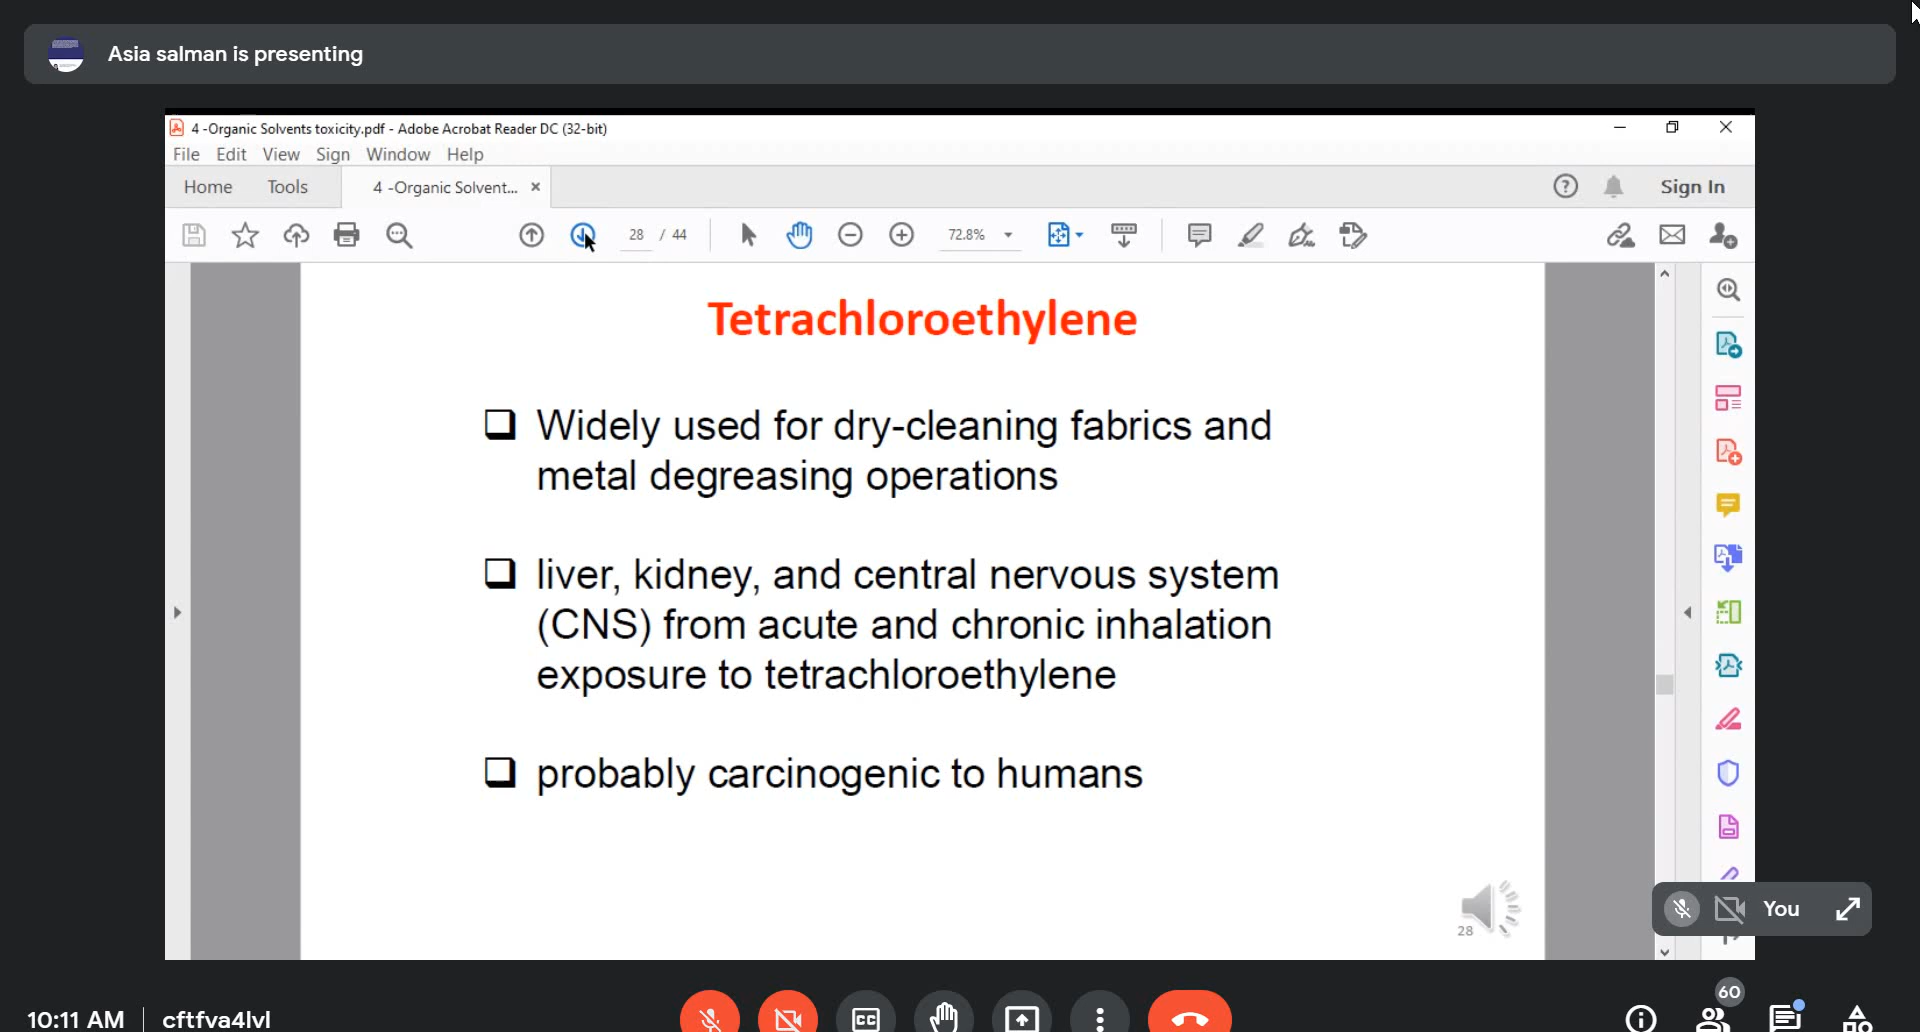 Asia salman is presenting
4 -Organic Solvents toxicity.pdf - Adobe Acrobat Reader DC (32-bit)
File Edit View Sign Window Help
Home Tools 4 -Organic Solvent... × Sign In
28 / 44 72.8%
Tetrachloroethylene
Widely used for dry-cleaning fabrics and
metal degreasing operations
liver, kidney, and central nervous system
(CNS) from acute and chronic inhalation
exposure to tetrachloroethylene
probably carcinogenic to humans
28
You
60
10:11 AM cftfva4lvl
CC